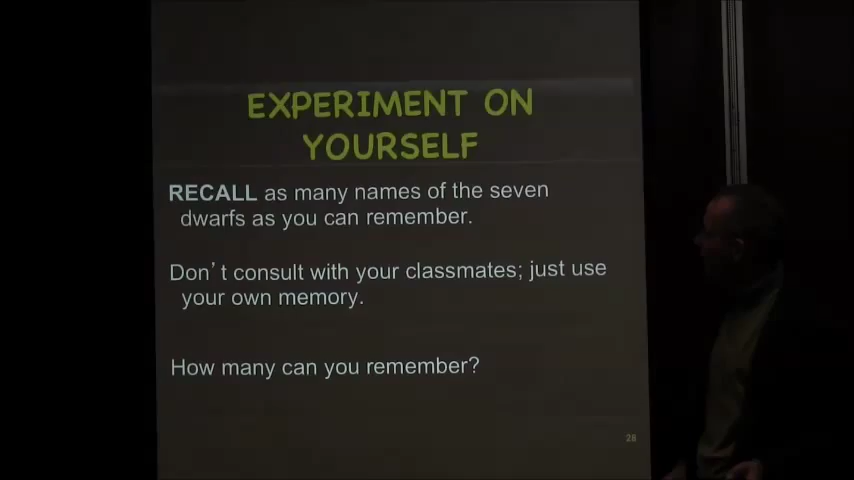 EXPERIMENT ON
YOURSELF
RECALL as many names of the seven
dwarfs as you can remember.
Don't consult with your classmates; just use
your own memory.
How many can you remember?
28